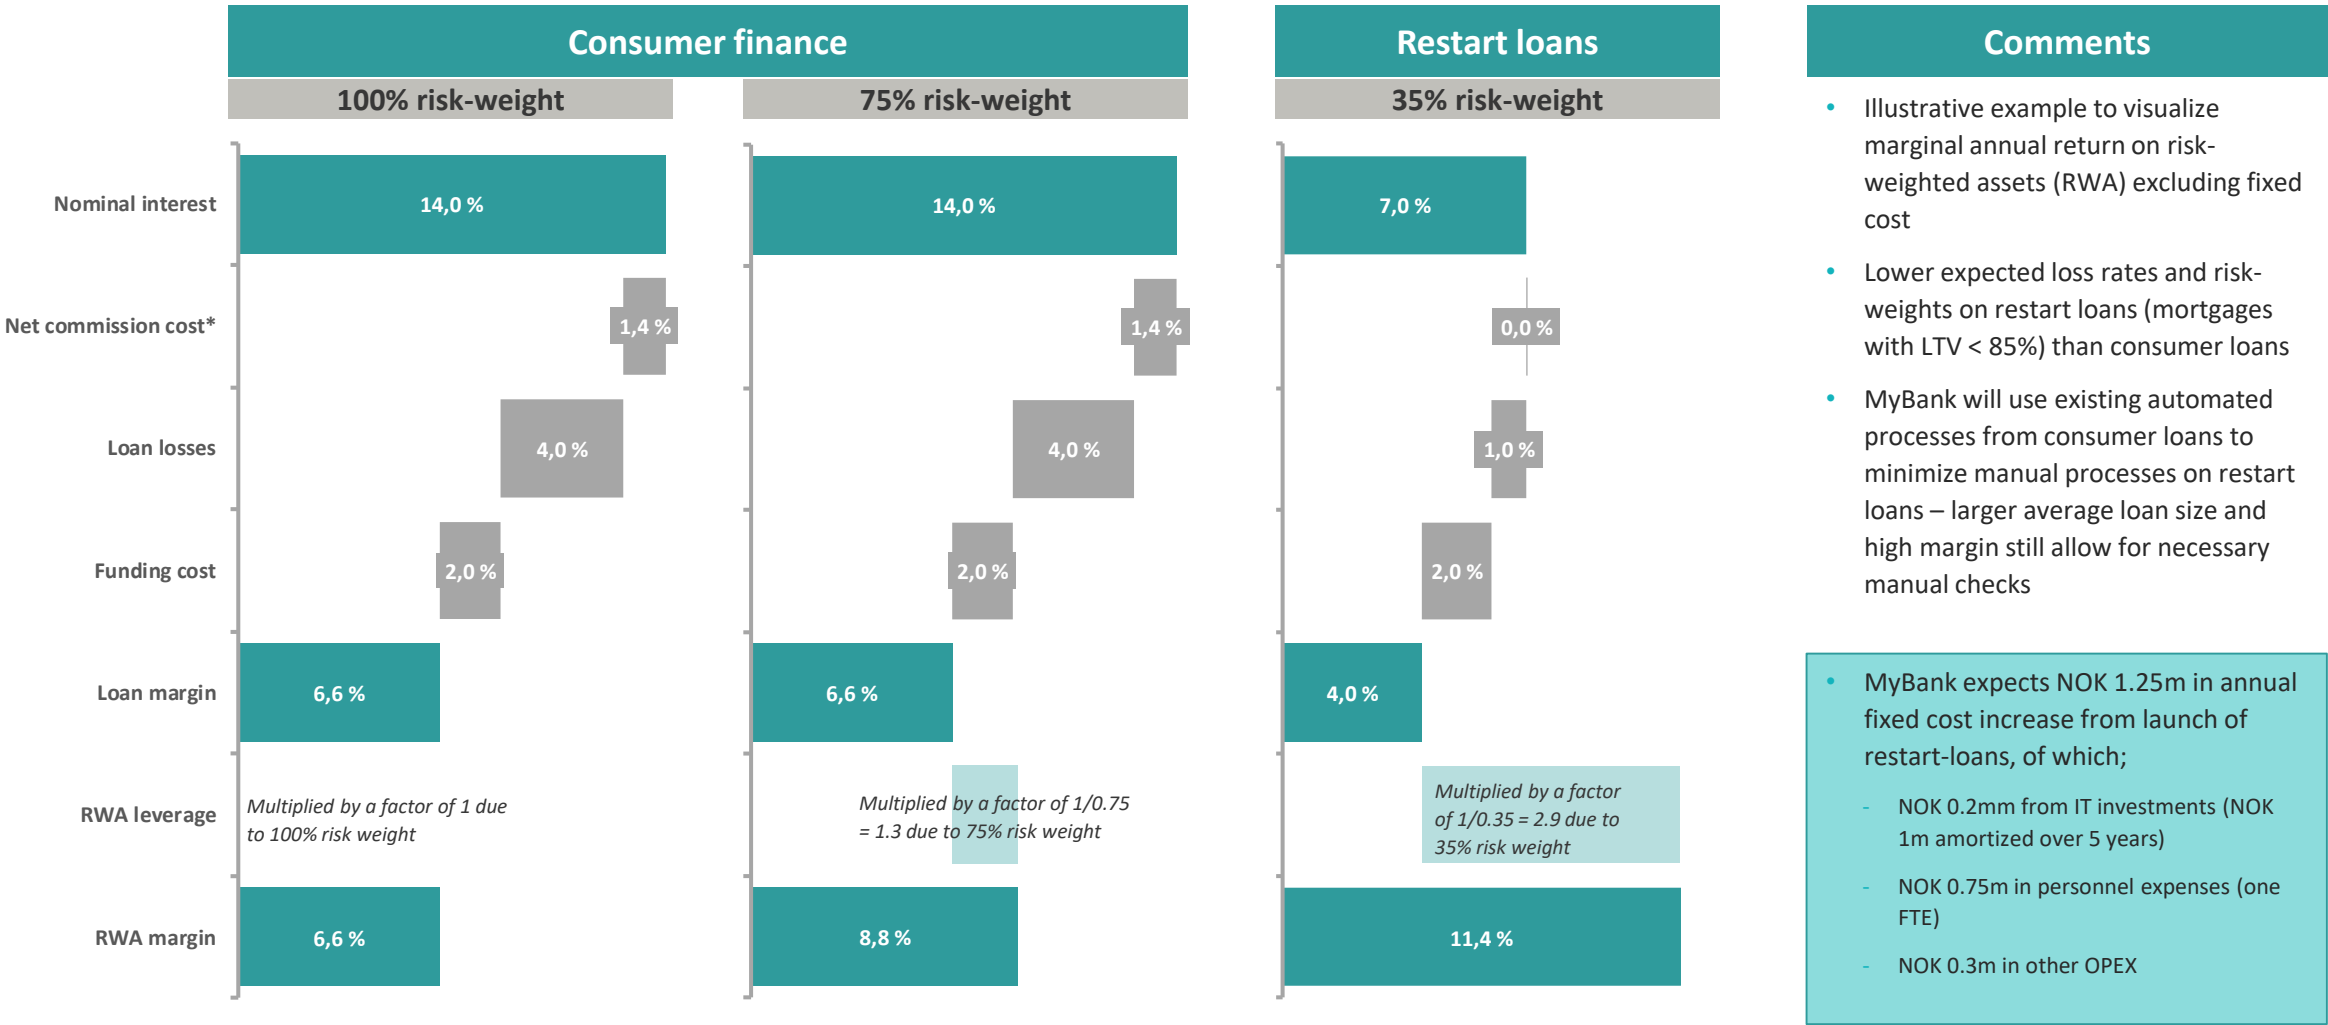 Consumer finance
Restart loans
Comments
100% risk-weight
75% risk-weight
35% risk-weight
Nominal interest
14,0 %
14,0 %
7,0 %
Net commission cost*
1,4 %
1,4 %
0,0 %
Loan losses
4,0 %
4,0 %
1,0 %
Funding cost
2,0 %
2,0 %
2,0 %
Loan margin
6,6 %
6,6 %
4,0 %
RWA leverage
Multiplied by a factor of 1 due
to 100% risk weight
Multiplied by a factor of 1/0.75
= 1.3 due to 75% risk weight
Multiplied by a factor
of 1/0.35 = 2.9 due to
35% risk weight
RWA margin
6,6 %
8,8 %
11,4 %
• Illustrative example to visualize
marginal annual return on risk-
weighted assets (RWA) excluding fixed
cost
• Lower expected loss rates and risk-
weights on restart loans (mortgages
with LTV < 85%) than consumer loans
• MyBank will use existing automated
processes from consumer loans to
minimize manual processes on restart
loans – larger average loan size and
high margin still allow for necessary
manual checks
• MyBank expects NOK 1.25m in annual
fixed cost increase from launch of
restart-loans, of which;
- NOK 0.2mm from IT investments (NOK
1m amortized over 5 years)
- NOK 0.75m in personnel expenses (one
FTE)
- NOK 0.3m in other OPEX